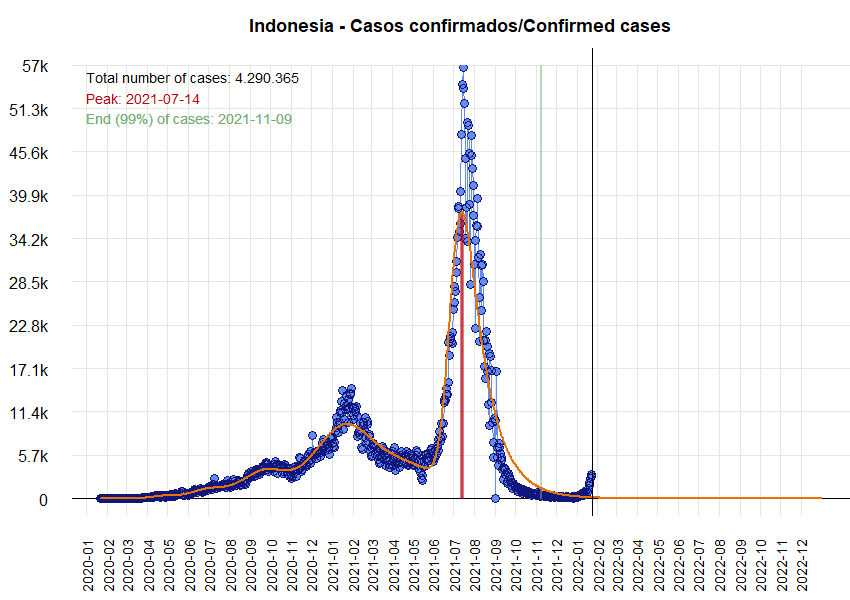 Indonesia - Casos confirmados/Confirmed cases
57k
Total number of cases: 4.290.365
Peak: 2021-07-14
51.3k
End (99%) of cases: 2021-11-09
45.6k
39.9k
34.2k
28.5k
22.8k
17.1k
11.4k
5.7k
0
2020-01
2020-02
2020-03
2020-04
2020-05
2020-06
2020-07
2020-08
2020-09
2020-10
2020-11
2020-12
2021-01
2021-02
2021-03
2021-04
2021-05
2021-06
2021-07
2021-08
2021-09
2021-10
2021-11
2021-12
2022-01
2022-02
2022-03
2022-04
2022-05
2022-06
2022-07
2022-08
2022-09
2022-10
2022-11
2022-12